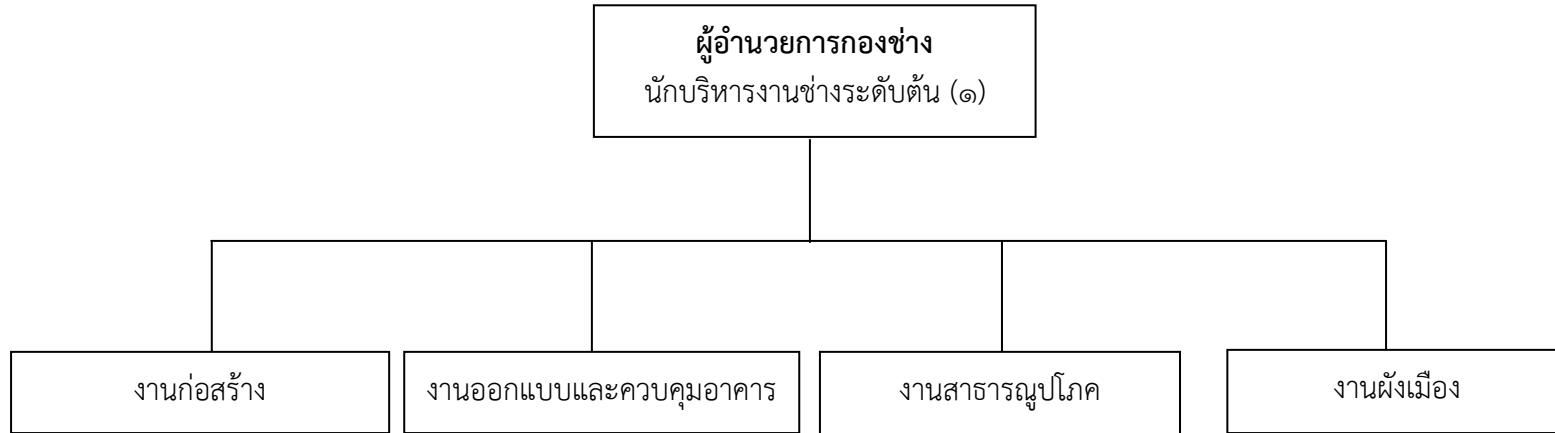 ผู้อำนวยการกองช่าง
นักบริหารงานช่างระดับต้น (๑)
งานก่อสร้าง
งานออกแบบและควบคุมอาคาร
งานสาธารณูปโภค
งานผังเมือง